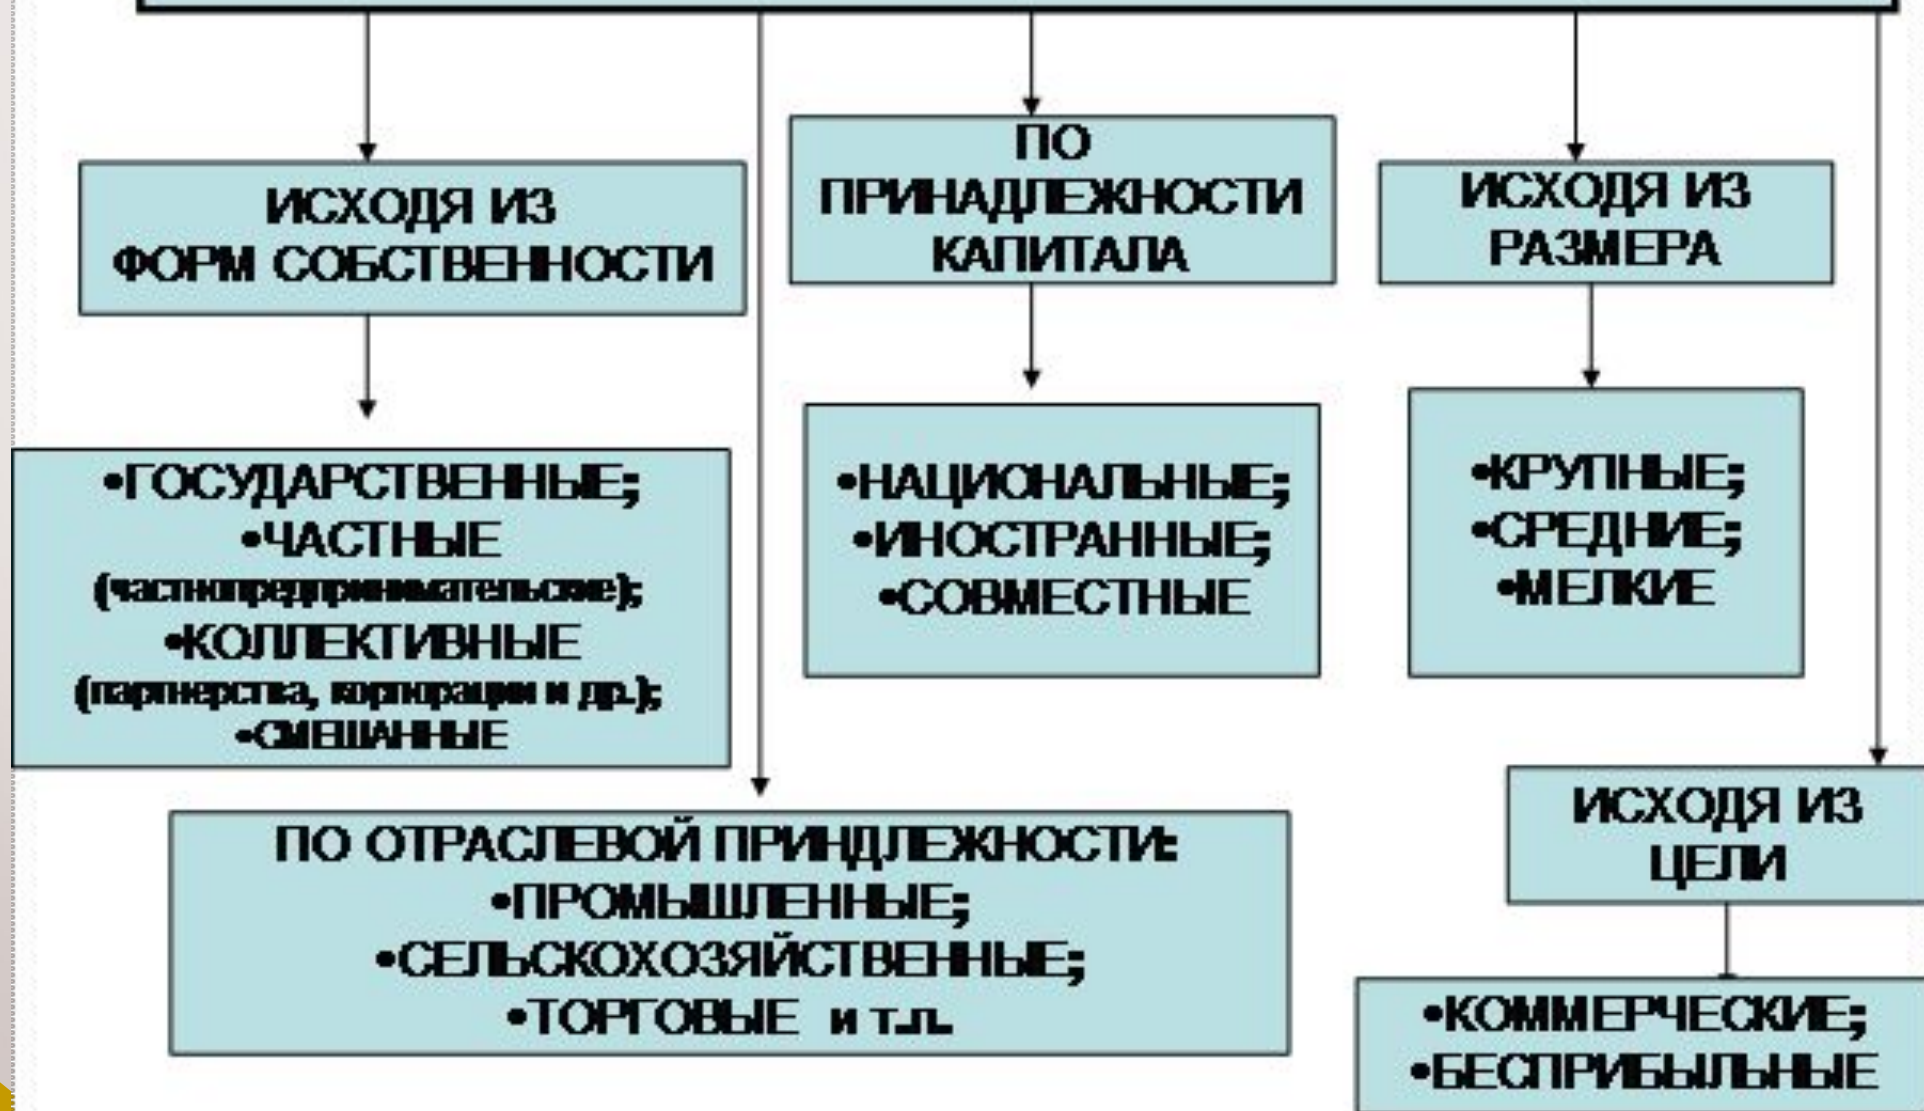 ИСХОДЯ ИЗ
ФОРМ СОБСТВЕННОСТИ
ПО
ПРИНАДЛЕЖНОСТИ
КАПИТАЛА
ИСХОДЯ ИЗ
РАЗМЕРА
•ГОСУДАРСТВЕННЫЕ;
•ЧАСТНЫЕ
(частнопредпринимательские);
•КОЛЛЕКТИВНЫЕ
(партнерства, корпорации и др.);
•СМЕШАННЫЕ
•НАЦИОНАЛЬНЫЕ;
•ИНОСТРАННЫЕ;
•СОВМЕСТНЫЕ
•КРУПНЫЕ;
•СРЕДНИЕ;
•МЕЛКИЕ
ПО ОТРАСЛЕВОЙ ПРИНДЛЕЖНОСТИ:
•ПРОМЫШЛЕННЫЕ;
•СЕЛЬСКОХОЗЯЙСТВЕННЫЕ;
•ТОРГОВЫЕ и т.п.
ИСХОДЯ ИЗ
ЦЕЛИ
•КОММЕРЧЕСКИЕ;
•БЕСПРИБЫЛЬНЫЕ